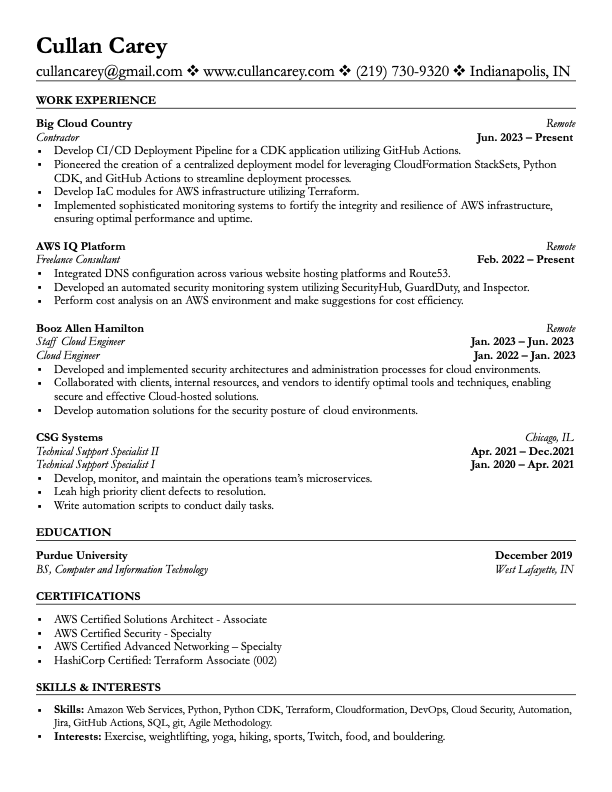 Cullan Carey
cullancarey@gmail.com ❖ www.cullancarey.com ❖ (219) 730-9320 ❖ Indianapolis, IN
WORK EXPERIENCE
Big Cloud Country Remote
Contractor Jun. 2023 – Present
▪ Develop CI/CD Deployment Pipeline for a CDK application utilizing GitHub Actions.
▪ Pioneered the creation of a centralized deployment model for leveraging CloudFormation StackSets, Python
CDK, and GitHub Actions to streamline deployment processes.
▪ Develop IaC modules for AWS infrastructure utilizing Terraform.
▪ Implemented sophisticated monitoring systems to fortify the integrity and resilience of AWS infrastructure,
ensuring optimal performance and uptime.
AWS IQ Platform Remote
Freelance Consultant Feb. 2022 – Present
▪ Integrated DNS configuration across various website hosting platforms and Route53.
▪ Developed an automated security monitoring system utilizing SecurityHub, GuardDuty, and Inspector.
▪ Perform cost analysis on an AWS environment and make suggestions for cost efficiency.
Booz Allen Hamilton Remote
Staff Cloud Engineer Jan. 2023 – Jun. 2023
Cloud Engineer Jan. 2022 – Jan. 2023
▪ Developed and implemented security architectures and administration processes for cloud environments.
▪ Collaborated with clients, internal resources, and vendors to identify optimal tools and techniques, enabling
secure and effective Cloud-hosted solutions.
▪ Develop automation solutions for the security posture of cloud environments.
CSG Systems Chicago, IL
Technical Support Specialist II Apr. 2021 – Dec.2021
Technical Support Specialist I Jan. 2020 – Apr. 2021
▪ Develop, monitor, and maintain the operations team's microservices.
▪ Leah high priority client defects to resolution.
▪ Write automation scripts to conduct daily tasks.
EDUCATION
Purdue University December 2019
BS, Computer and Information Technology West Lafayette, IN
CERTIFICATIONS
▪ AWS Certified Solutions Architect - Associate
▪ AWS Certified Security - Specialty
▪ AWS Certified Advanced Networking – Specialty
▪ HashiCorp Certified: Terraform Associate (002)
SKILLS & INTERESTS
▪ Skills: Amazon Web Services, Python, Python CDK, Terraform, Cloudformation, DevOps, Cloud Security, Automation,
Jira, GitHub Actions, SQL, git, Agile Methodology.
▪ Interests: Exercise, weightlifting, yoga, hiking, sports, Twitch, food, and bouldering.